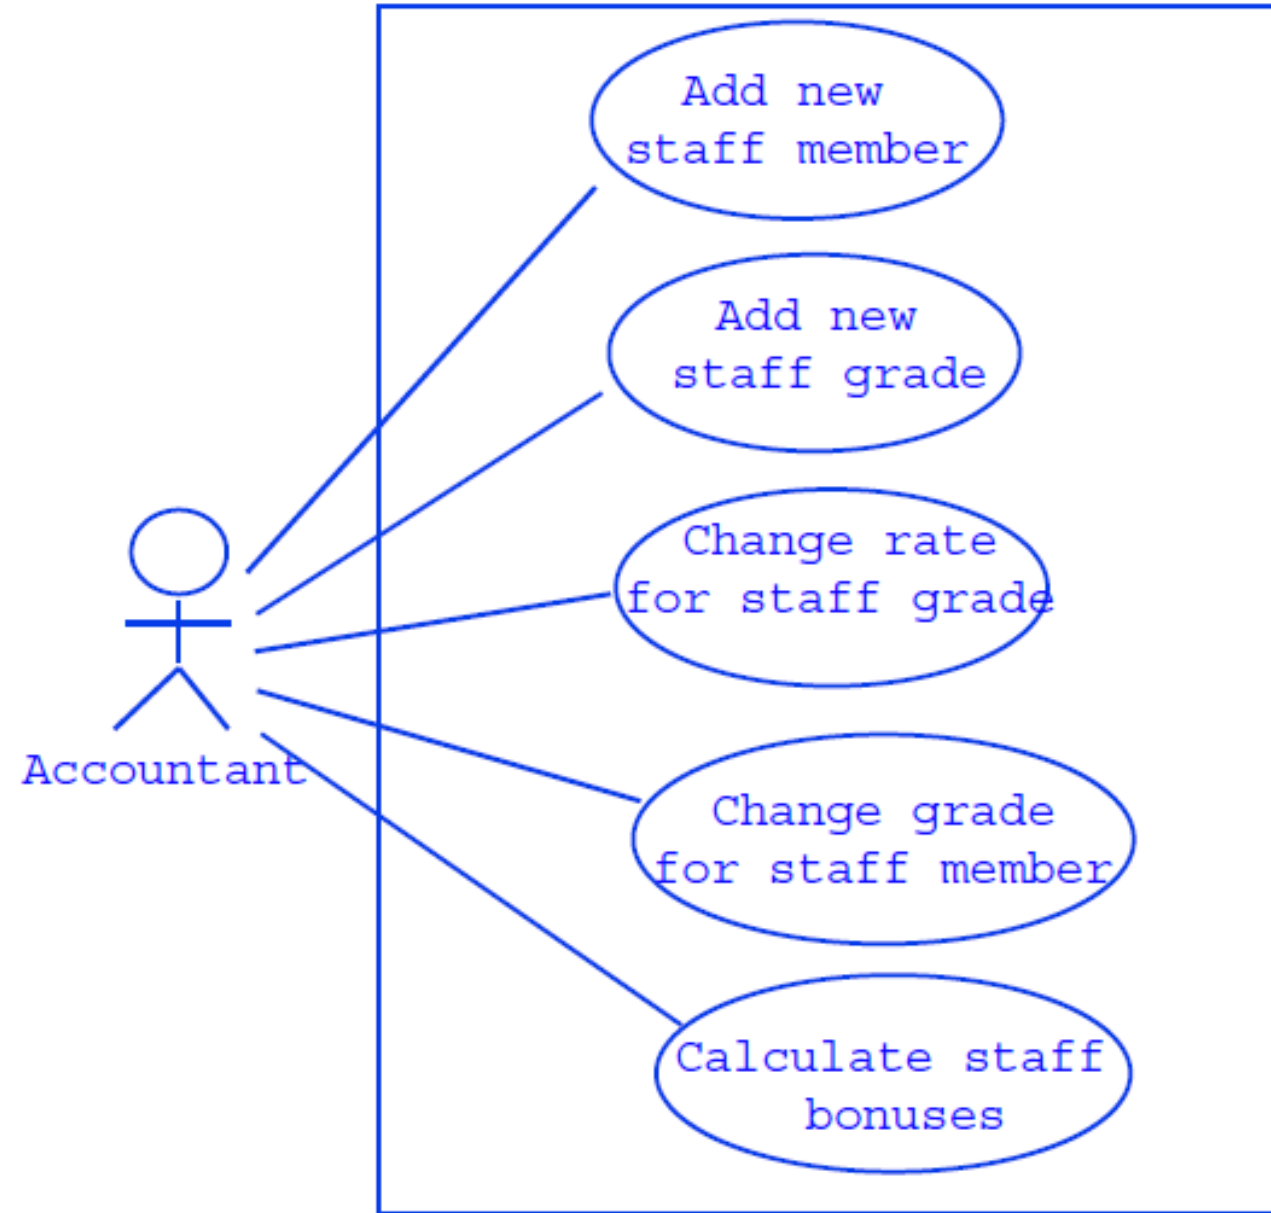 Add new
staff member
Add new
staff grade
Change rate
for staff grade
Accountant
Change grade
for staff member
Calculate staff
bonuses